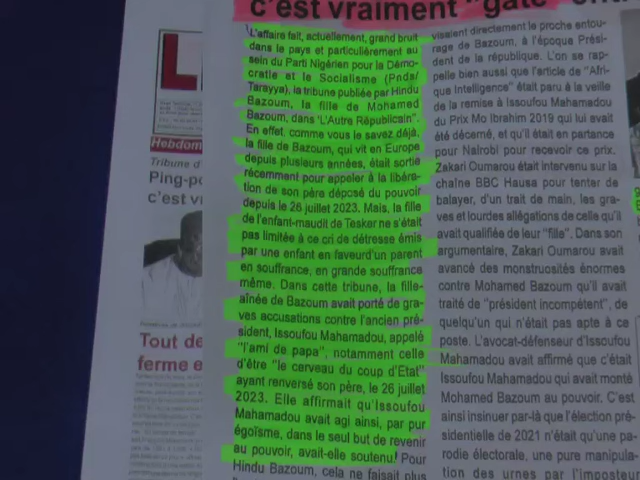 c'est vraiment "gâté"
L
Hebdom
Tribune d'
Ping-po
c'est vi
Tout de
ferme e
L'affaire fait, actuellement, grand bruit
dans le pays et particulièrement au
sein du Parti Nigérien pour la Démo-
cratie et le Socialisme (Pnds/
Tarayya), la tribune publiée par Hindu
Bazoum, la fille de Mohamed
Bazoum, dans 'L'Autre Républicain".
En effet, comme vous le savez déjà,
la fille de Bazoum, qui vit en Europe
depuis plusieurs années, était sortie
récemment pour appeler à la libéra-
tion de son père déposé du pouvoir
depuis le 26 juillet 2023. Mais, la fille
de l'enfant-maudit de Tesker ne s'était
pas limitée à ce cri de détresse émis
par une enfant en faveurd'un parent
en souffrance, en grande souffrance
même. Dans cette tribune, la fille-
aînée de Bazoum avait porté de gra-
ves accusations contre l'ancien pré-
sident, Issoufou Mahamadou, appelé
"l'ami de papa", notamment celle
d'être "le cerveau du coup d'Etat"
ayant renversé son père, le 26 juillet
2023. Elle affirmait qu'Issoufou
Mahamadou avait agi ainsi, par pur
égoïsme, dans le seul but de revenir
au pouvoir, avait-elle soutenu. Pour
Hindu Bazoum, cela ne faisait plus
visaient directement le proche entou-
rage de Bazoum, à l'époque Prési-
dent de la république. L'on se rap-
pelle bien aussi que l'article de "Afri-
que Intelligence" était paru à la veille
de la remise à Issoufou Mahamadou
du Prix Mo Ibrahim 2019 qui lui avait
été décerné, et qu'il était en partance
pour Nairobi pour recevoir ce prix.
Zakari Oumarou était intervenu sur la
chaîne BBC Hausa pour tenter de
balayer, d'un trait de main, les gra-
ves et lourdes allégations de celle qu'il
avait qualifiée de leur "fille". Dans son
argumentaire, Zakari Oumarou avait
avancé des monstruosités énormes
contre Mohamed Bazoum qu'il avait
traité de "président incompétent", de
quelqu'un qui n'était pas apte à ce
poste. L'avocat-défenseur d'Issoufou
Mahamadou avait affirmé que c'était
Issoufou Mahamadou qui avait monté
Mohamed Bazoum au pouvoir. C'est
ainsi insinuer par-là que l'élection pré-
sidentielle de 2021 n'était qu'une pa-
rodie électorale, une pure manipula-
tion des urnes par l'imposteur